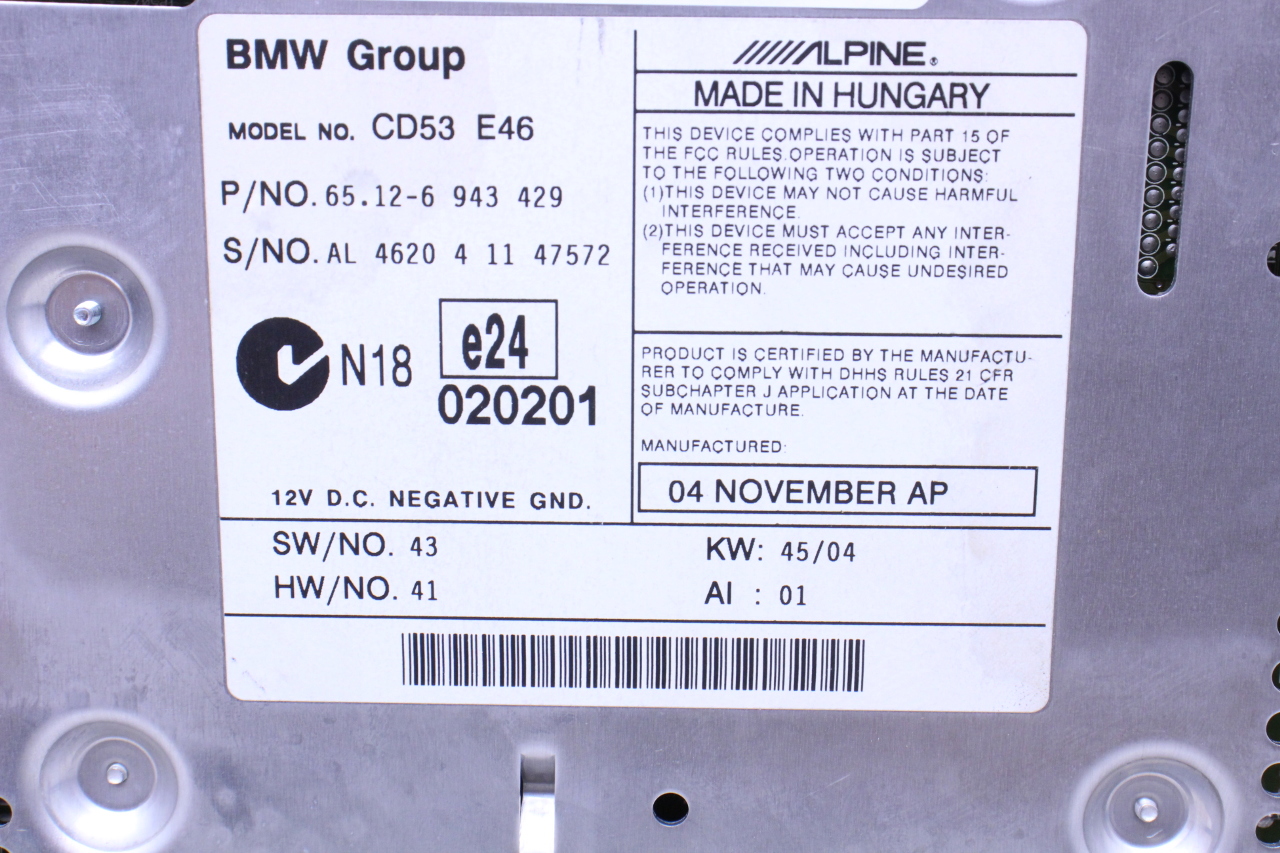 BMW Group
MODEL NO. CD53 E46
P/NO. 65.12-6 943 429
S/NO. AL 4620 4 11 47572
N18
e24
020201
12V D.C. NEGATIVE GND.
ALPINE®
MADE IN HUNGARY
THIS DEVICE COMPLIES WITH PART 15 OF
THE FCC RULES.OPERATION IS SUBJECT
TO THE FOLLOWING TWO CONDITIONS:
(1)THIS DEVICE MAY NOT CAUSE HARMFUL
INTERFERENCE.
(2)THIS DEVICE MUST ACCEPT ANY INTER-
FERENCE RECEIVED INCLUDING INTER-
FERENCE THAT MAY CAUSE UNDESIRED
OPERATION.
PRODUCT IS CERTIFIED BY THE MANUFACTU-
RER TO COMPLY WITH DHHS RULES 21 CFR
SUBCHAPTER J APPLICATION AT THE DATE
OF MANUFACTURE.
MANUFACTURED:
04 NOVEMBER AP
SW/NO. 43
HW/NO. 41
KW: 45/04
AI : 01